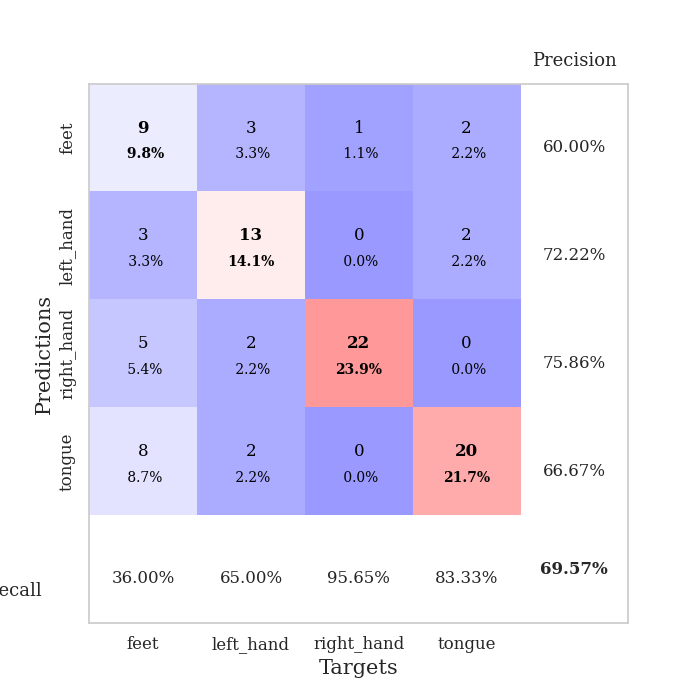 Precision
feet
9 3 1 2
9.8% 3.3% 1.1% 2.2%
60.00%
left_hand
3 13 0 2
3.3% 14.1% 0.0% 2.2%
72.22%
right_hand
5 2 22 0
5.4% 2.2% 23.9% 0.0%
75.86%
tongue
8 2 0 20
8.7% 2.2% 0.0% 21.7%
66.67%
Predictions
ecall
36.00% 65.00% 95.65% 83.33% 69.57%
feet left_hand right_hand tongue
Targets